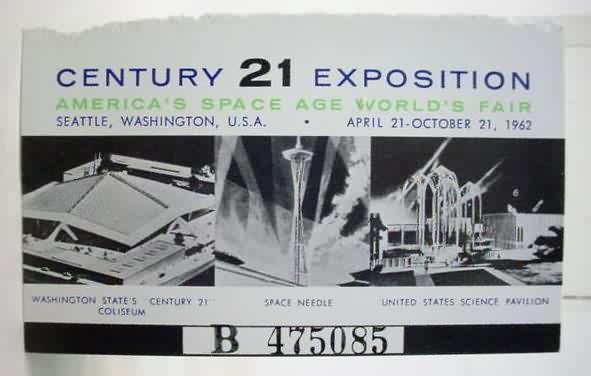 CENTURY 21 EXPOSITION
AMERICA'S SPACE AGE WORLD'S FAIR
SEATTLE, WASHINGTON, U.S.A. • APRIL 21-OCTOBER 21, 1962
WASHINGTON STATE'S "CENTURY 21"
COLISEUM
SPACE NEEDLE
UNITED STATES SCIENCE PAVILION
B 475085